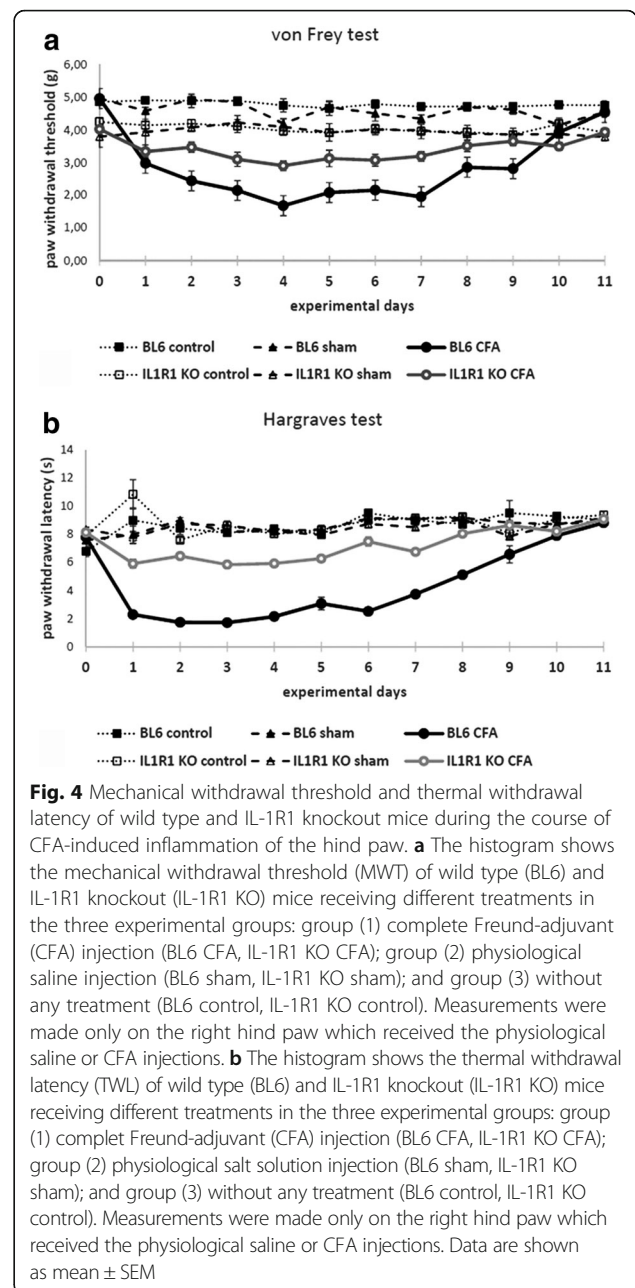 a
von Frey test
paw withdrawal threshold (g)
6,00
5,00
4,00
3,00
2,00
1,00
0,00
0 1 2 3 4 5 6 7 8 9 10 11
experimental days
BL6 control BL6 sham BL6 CFA
IL1R1 KO control IL1R1 KO sham IL1R1 KO CFA
b
Hargraves test
paw withdrawal latency (s)
14
12
10
8
6
4
2
0
0 1 2 3 4 5 6 7 8 9 10 11
experimental days
BL6 control BL6 sham BL6 CFA
IL1R1 KO control IL1R1 KO sham IL1R1 KO CFA
Fig. 4 Mechanical withdrawal threshold and thermal withdrawal
latency of wild type and IL-1R1 knockout mice during the course of
CFA-induced inflammation of the hind paw. a The histogram shows
the mechanical withdrawal threshold (MWT) of wild type (BL6) and
IL-1R1 knockout (IL-1R1 KO) mice receiving different treatments in
the three experimental groups: group (1) complete Freund-adjuvant
(CFA) injection (BL6 CFA, IL-1R1 KO CFA); group (2) physiological
saline injection (BL6 sham, IL-1R1 KO sham); and group (3) without
any treatment (BL6 control, IL-1R1 KO control). Measurements were
made only on the right hind paw which received the physiological
saline or CFA injections. b The histogram shows the thermal withdrawal
latency (TWL) of wild type (BL6) and IL-1R1 knockout (IL-1R1 KO) mice
receiving different treatments in the three experimental groups: group
(1) complet Freund-adjuvant (CFA) injection (BL6 CFA, IL-1R1 KO CFA);
group (2) physiological salt solution injection (BL6 sham, IL-1R1 KO
sham); and group (3) without any treatment (BL6 control, IL-1R1 KO
control). Measurements were made only on the right hind paw which
received the physiological saline or CFA injections. Data are shown
as mean ± SEM